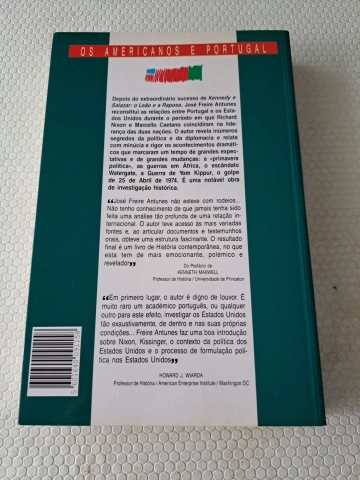 OS AMERICANOS E PORTUGAL
Depois do extraordinário sucesso de Kennedy e
Salazar: o Leão e a Raposa, José Freire Antunes
reconstitui as relações entre Portugal e os Esta-
dos Unidos durante o período em que Richard
Nixon e Marcello Caetano coincidiram na lide-
rança das duas nações. O autor revela inúmeros
segredos da política e da diplomacia e relata
com minúcia e rigor os acontecimentos dramáti-
cos que marcaram um tempo de grandes expec-
tativas e de grandes mudanças: a «primavera
política», as guerras em África, o escândalo
Watergate, a Guerra de Yom Kippur, o golpe
de 25 de Abril de 1974. É uma notável obra
de investigação histórica.
“José Freire Antunes não esteve com rodeios...
Não tenho conhecimento de que jamais tenha sido
feita uma análise tão profunda de uma relação in-
ternacional. O autor teve acesso às mais variadas
fontes e, ao articular documentos e testemunhos
orais, obteve uma estrutura fascinante. O resultado
final é um livro de História contemporânea, no que
esta tem de mais emocionante, polémico e
revelador”
Do Posfácio de
KENNETH MAXWELL
Professor de História / Universidade de Princeton
“Em primeiro lugar, o autor é digno de louvor. É
muito raro um académico português, ou qualquer
outro para este efeito, investigar os Estados Unidos
tão exaustivamente, de dentro e nas suas próprias
condições... Freire Antunes faz uma boa introdução
sobre Nixon, Kissinger, o contexto da política dos
Estados Unidos e o processo de formulação polí-
tica nos Estados Unidos”
HOWARD J. WIARDA
Professor de História / American Enterprise Institute / Washington DC